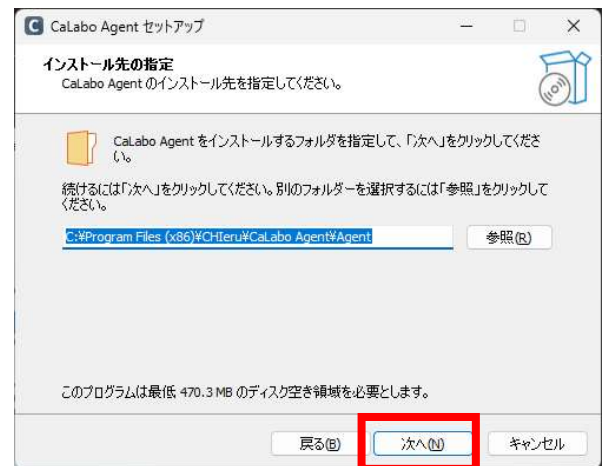 CaLabo Agent セットアップ
インストール先の指定
CaLabo Agent のインストール先を指定してください。
CaLabo Agent をインストールするフォルダを指定して、「次へ」をクリックしてくださ
い。
続けるには「次へ」をクリックしてください。別のフォルダーを選択するには「参照」をクリックして
ください。
C:¥Program Files (x86)¥CHIeru¥CaLabo Agent¥Agent
参照(R)
このプログラムは最低 470.3 MB のディスク空き領域を必要とします。
戻る(B)
次へ(N)
キャンセル